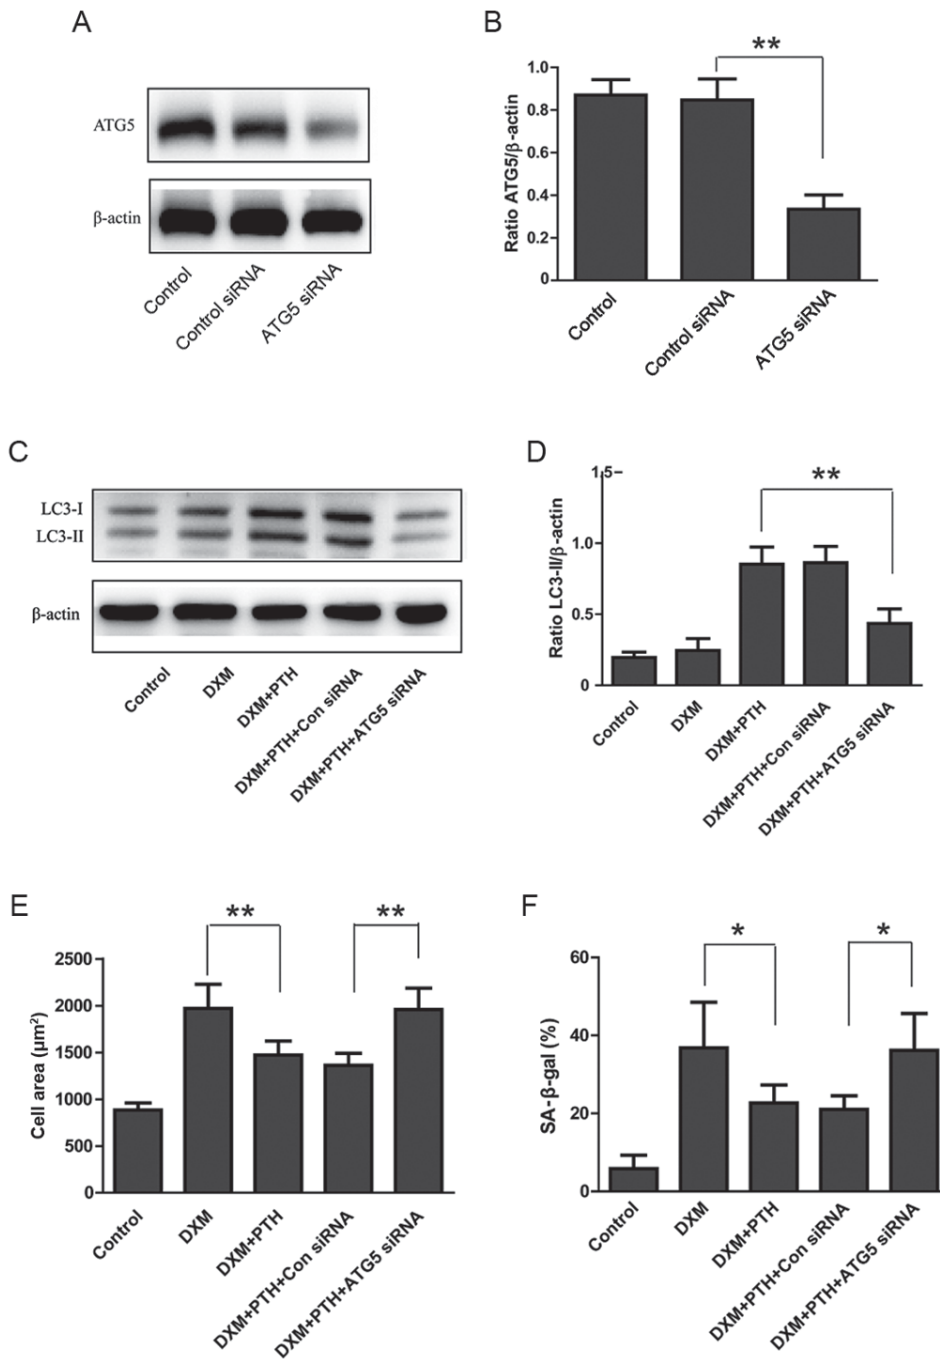 A
ATG5
β-actin
Control
Control siRNA
ATG5 siRNA
B
**
Ratio ATG5/β-actin
1.0
0.8
0.6
0.4
0.2
0
Control
Control siRNA
ATG5 siRNA
C
LC3-I
LC3-II
β-actin
Control
DXM
DXM+PTH
DXM+PTH+Con siRNA
DXM+PTH+ATG5 siRNA
D
**
Ratio LC3-II/β-actin
1.5
1.0
0.5
0
Control
DXM
DXM+PTH
DXM+PTH+Con siRNA
DXM+PTH+ATG5 siRNA
E
** **
Cell area (µm²)
2500
2000
1500
1000
500
0
Control
DXM
DXM+PTH
DXM+PTH+Con siRNA
DXM+PTH+ATG5 siRNA
F
* *
SA-β-gal (%)
60
40
20
0
Control
DXM
DXM+PTH
DXM+PTH+Con siRNA
DXM+PTH+ATG5 siRNA